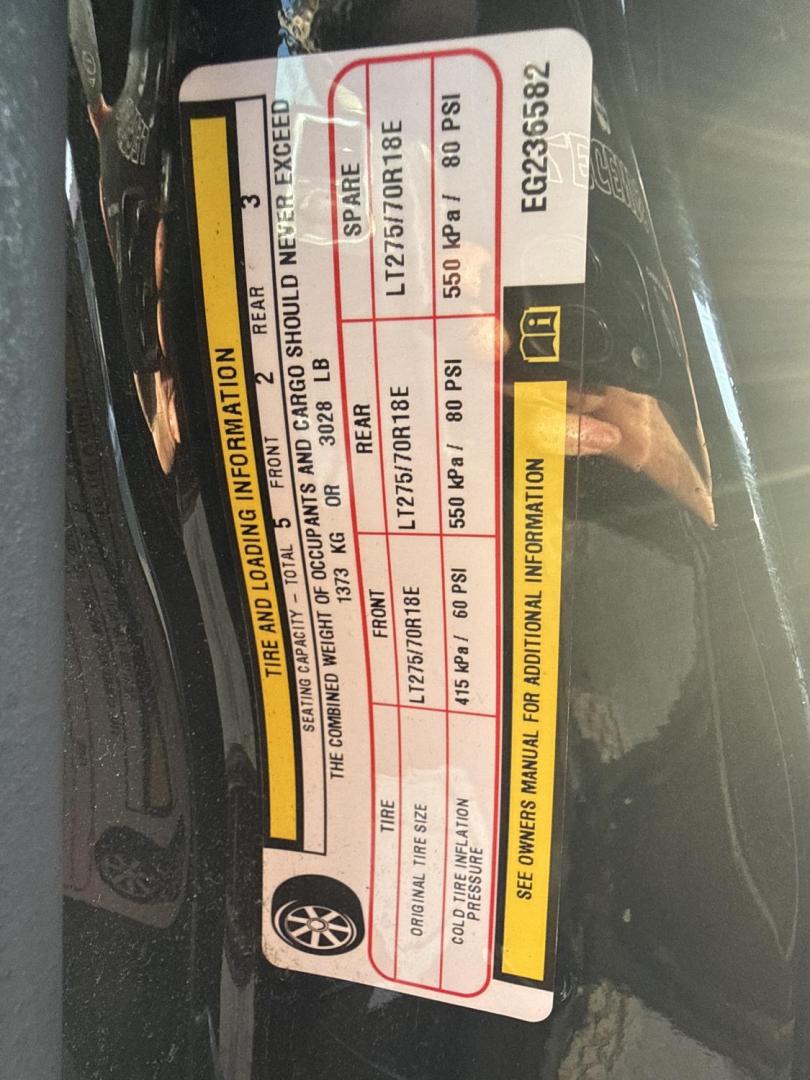 TIRE AND LOADING INFORMATION
SEATING CAPACITY - TOTAL 5 FRONT 2 REAR 3
THE COMBINED WEIGHT OF OCCUPANTS AND CARGO SHOULD NEVER EXCEED
1373 KG OR 3028 LB
TIRE FRONT REAR SPARE
ORIGINAL TIRE SIZE LT275/70R18E LT275/70R18E LT275/70R18E
COLD TIRE INFLATION
PRESSURE 415 kPa / 60 PSI 550 kPa / 80 PSI 550 kPa / 80 PSI
SEE OWNERS MANUAL FOR ADDITIONAL INFORMATION
EG236582